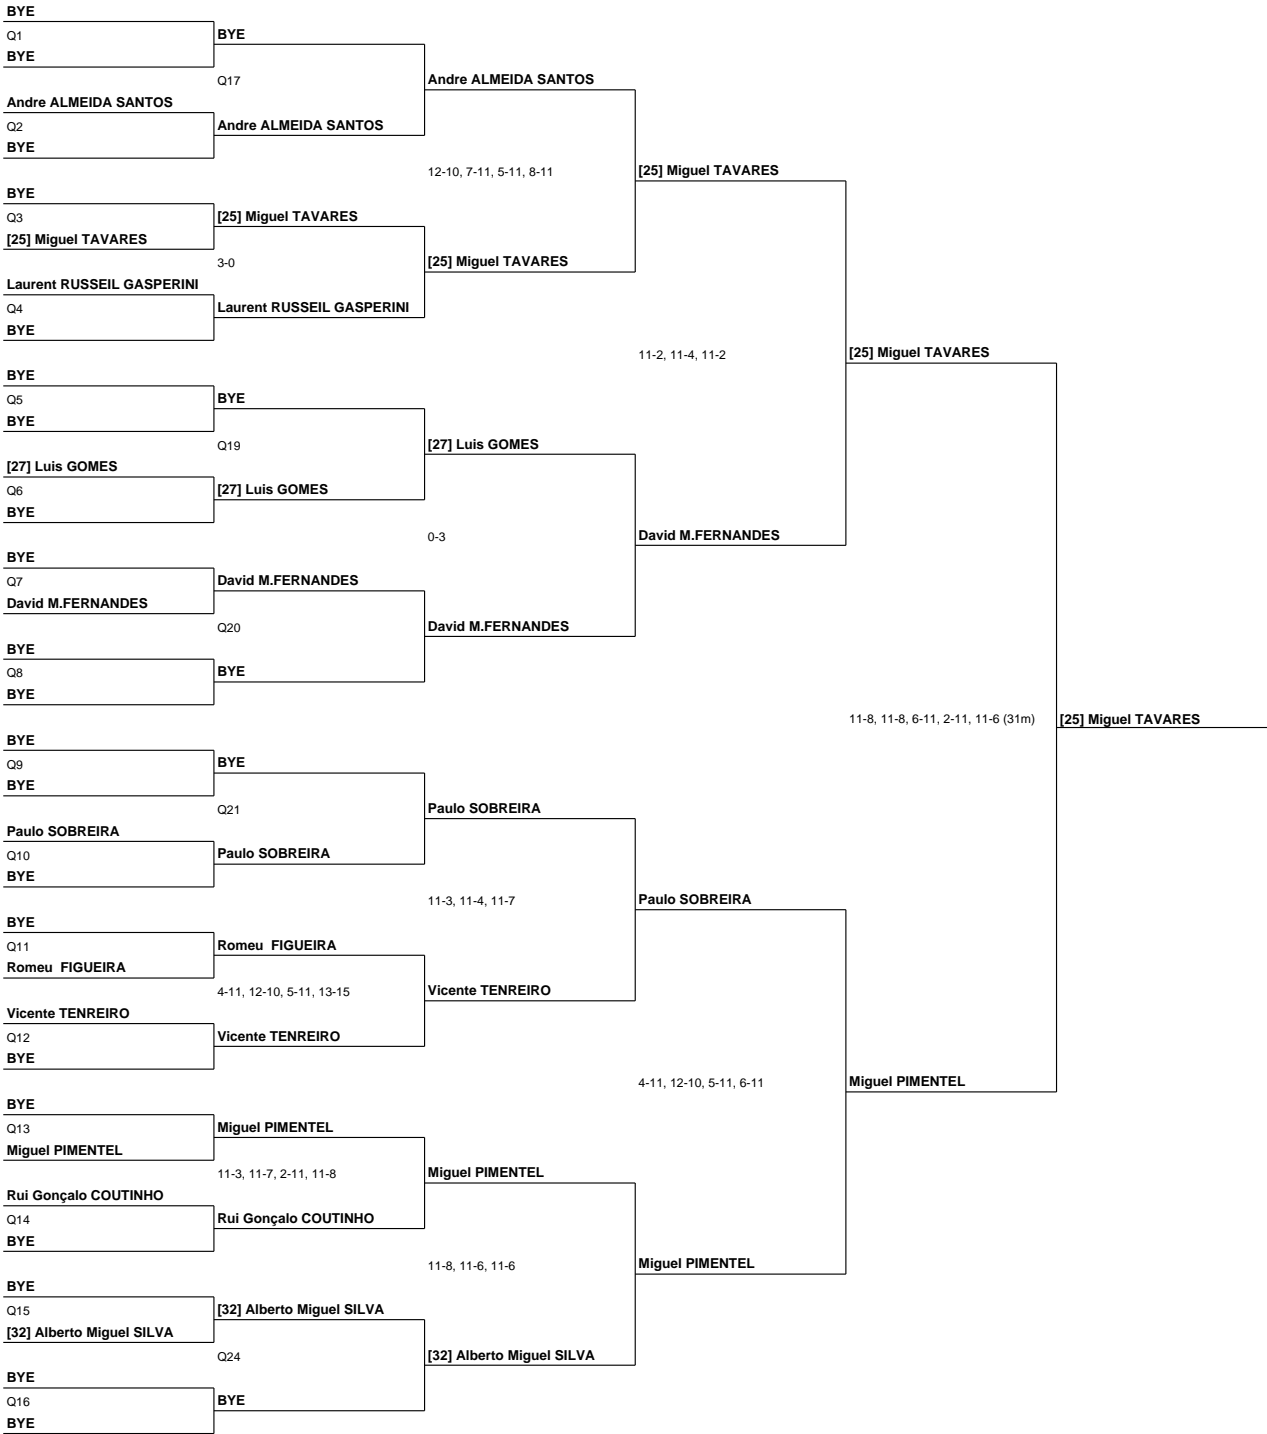 BYE
Q1
BYE
BYE
Q17
Andre ALMEIDA SANTOS
Andre ALMEIDA SANTOS
Q2
Andre ALMEIDA SANTOS
BYE
12-10, 7-11, 5-11, 8-11
[25] Miguel TAVARES
BYE
Q3
[25] Miguel TAVARES
[25] Miguel TAVARES
3-0
[25] Miguel TAVARES
Laurent RUSSEIL GASPERINI
Q4
Laurent RUSSEIL GASPERINI
BYE
11-2, 11-4, 11-2
[25] Miguel TAVARES
BYE
Q5
BYE
BYE
Q19
[27] Luis GOMES
[27] Luis GOMES
Q6
[27] Luis GOMES
BYE
0-3
David M.FERNANDES
BYE
Q7
David M.FERNANDES
David M.FERNANDES
Q20
David M.FERNANDES
BYE
Q8
BYE
BYE
11-8, 11-8, 6-11, 2-11, 11-6 (31m)
[25] Miguel TAVARES
BYE
Q9
BYE
BYE
Q21
Paulo SOBREIRA
Paulo SOBREIRA
Q10
Paulo SOBREIRA
BYE
11-3, 11-4, 11-7
Paulo SOBREIRA
BYE
Q11
Romeu  FIGUEIRA
Romeu  FIGUEIRA
4-11, 12-10, 5-11, 13-15
Vicente TENREIRO
Vicente TENREIRO
Q12
Vicente TENREIRO
BYE
4-11, 12-10, 5-11, 6-11
Miguel PIMENTEL
BYE
Q13
Miguel PIMENTEL
Miguel PIMENTEL
11-3, 11-7, 2-11, 11-8
Miguel PIMENTEL
Rui Gonçalo COUTINHO
Q14
Rui Gonçalo COUTINHO
BYE
11-8, 11-6, 11-6
Miguel PIMENTEL
BYE
Q15
[32] Alberto Miguel SILVA
[32] Alberto Miguel SILVA
Q24
[32] Alberto Miguel SILVA
BYE
Q16
BYE
BYE